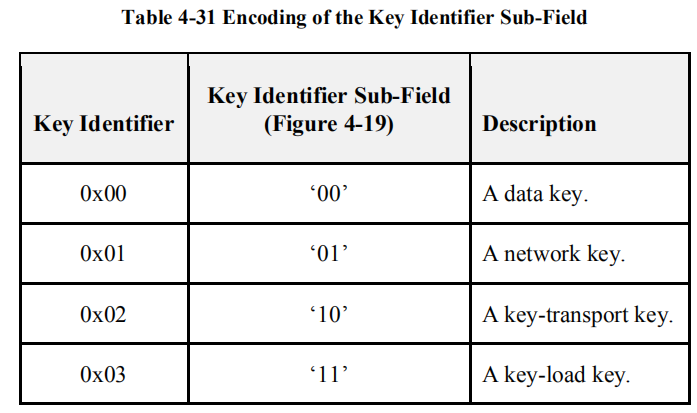 Table 4-31 Encoding of the Key Identifier Sub-Field
Key Identifier Sub-Field
Key Identifier (Figure 4-19) Description
0x00 ‘00’ A data key.
0x01 ‘01’ A network key.
0x02 ‘10’ A key-transport key.
0x03 ‘11’ A key-load key.